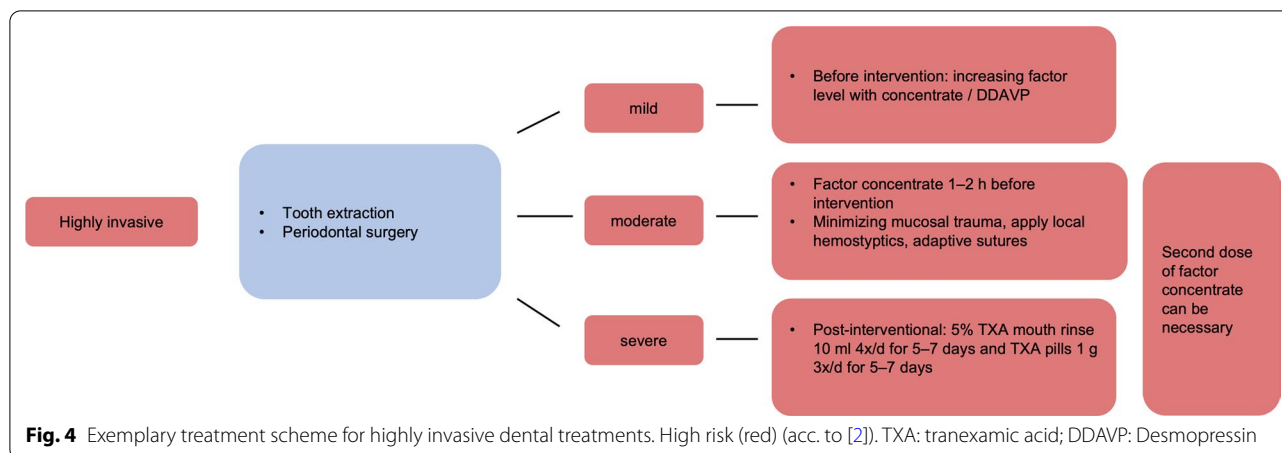 Highly invasive
• Tooth extraction
• Periodontal surgery
mild
• Before intervention: increasing factor
level with concentrate / DDAVP
moderate
• Factor concentrate 1–2 h before
intervention
• Minimizing mucosal trauma, apply local
hemostyptics, adaptive sutures
severe
• Post-interventional: 5% TXA mouth rinse
10 ml 4x/d for 5–7 days and TXA pills 1 g
3x/d for 5–7 days
Second dose
of factor
concentrate
can be
necessary
Fig. 4 Exemplary treatment scheme for highly invasive dental treatments. High risk (red) (acc. to [2]). TXA: tranexamic acid; DDAVP: Desmopressin